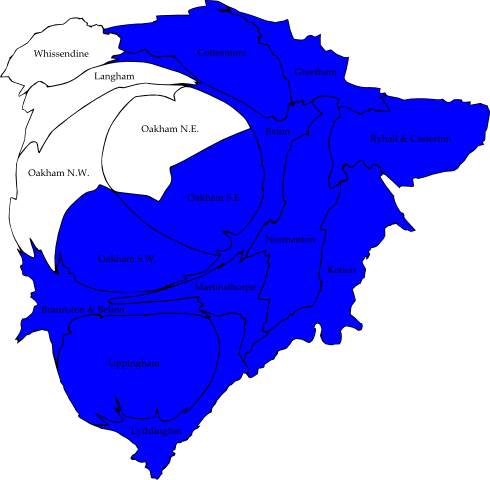 Whissendine
Cottesmore
Langham
Greetham
Oakham N.E.
Exton
Ryhall & Casterton
Oakham N.W.
Oakham S.E.
Normanton
Oakham S.W.
Ketton
Martinsthorpe
Braunston & Belton
Uppingham
Lyddington